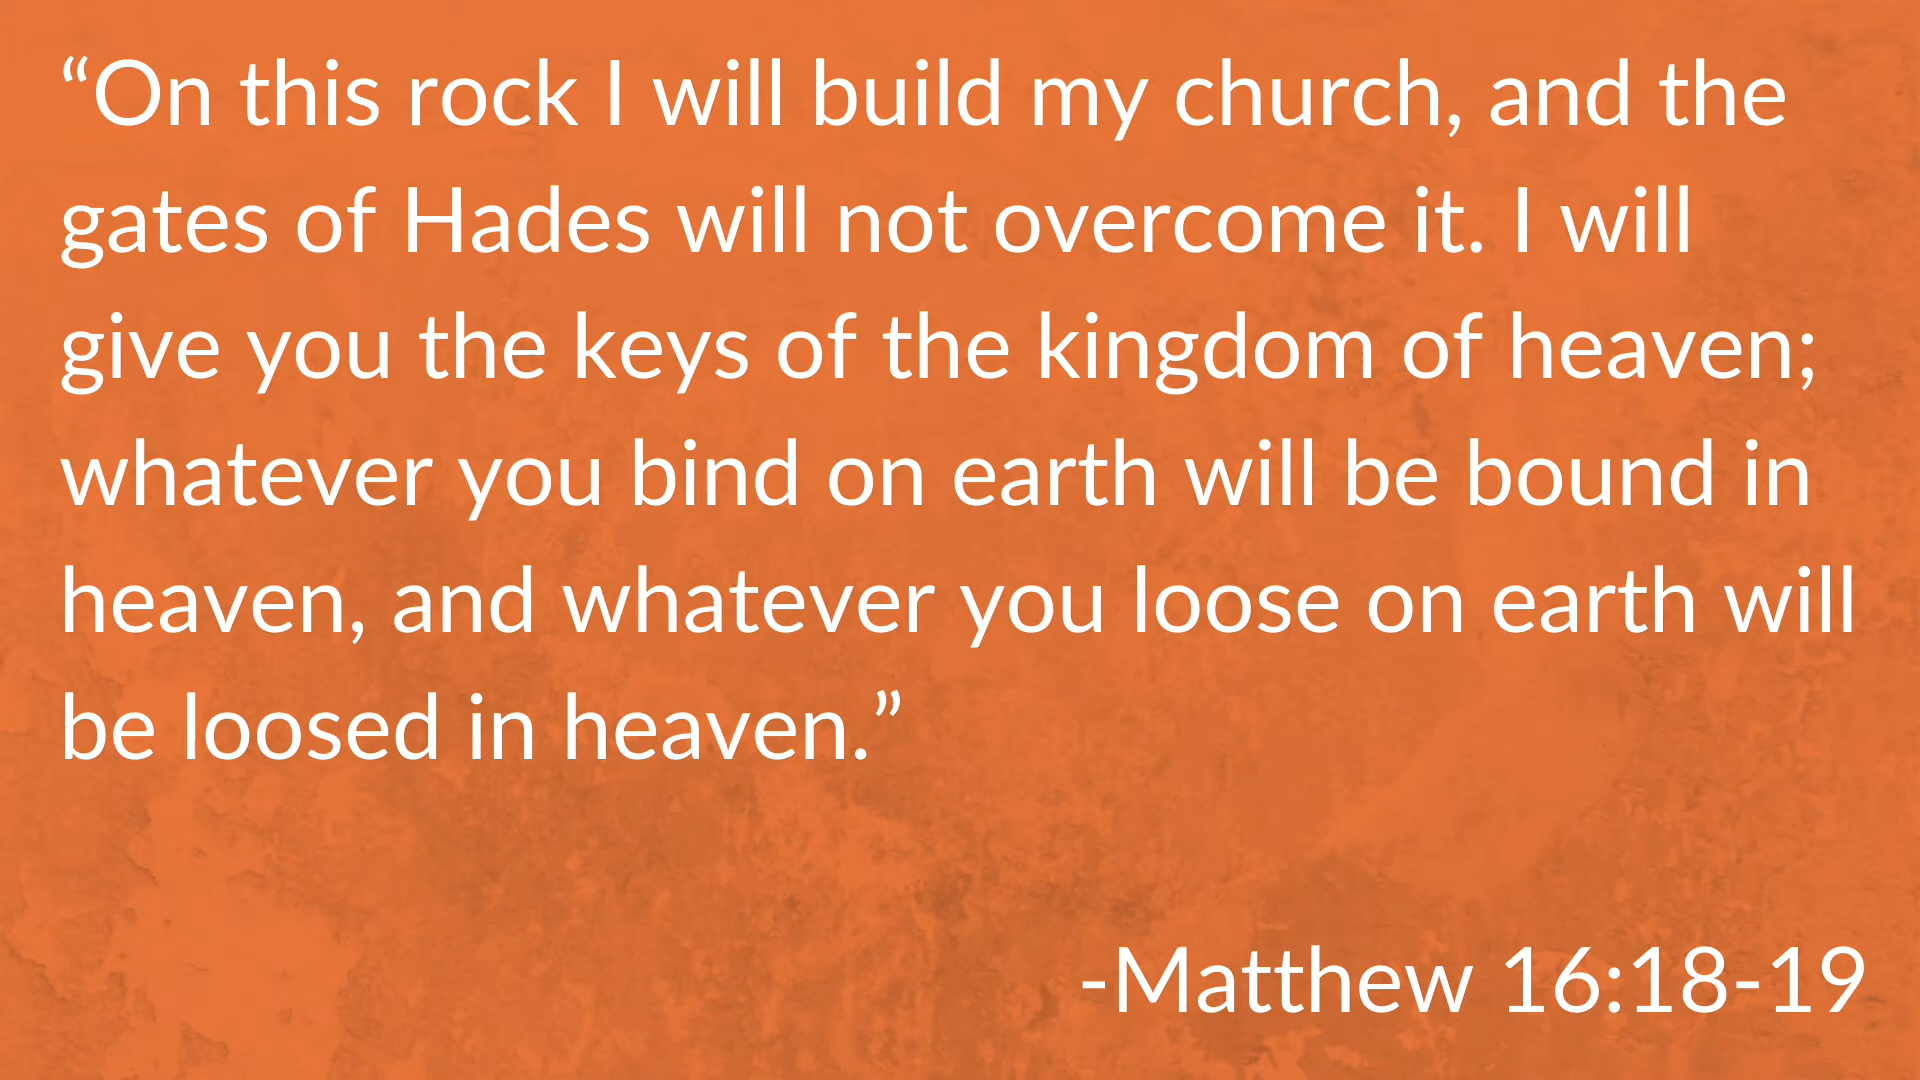 “On this rock I will build my church, and the
gates of Hades will not overcome it. I will
give you the keys of the kingdom of heaven;
whatever you bind on earth will be bound in
heaven, and whatever you loose on earth will
be loosed in heaven.”
-Matthew 16:18-19